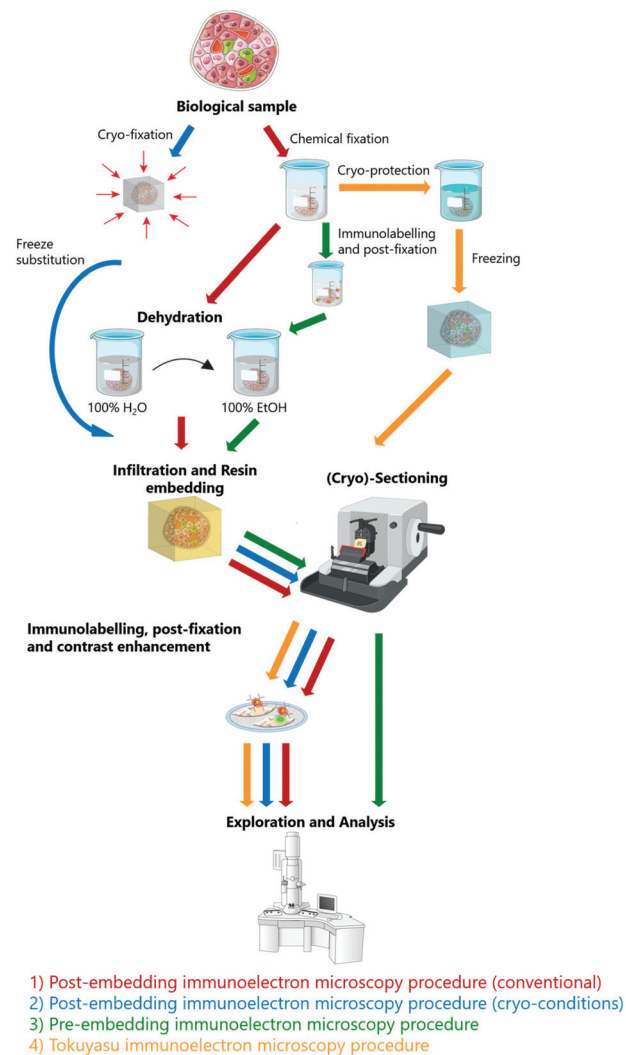 Biological sample
Cryo-fixation
Chemical fixation
Cryo-protection
Immunolabelling
and post-fixation
Freeze
substitution
Freezing
Dehydration
100% H₂O
100% EtOH
Infiltration and Resin
embedding
(Cryo)-Sectioning
Immunolabelling, post-fixation
and contrast enhancement
Exploration and Analysis
1) Post-embedding immunoelectron microscopy procedure (conventional)
2) Post-embedding immunoelectron microscopy procedure (cryo-conditions)
3) Pre-embedding immunoelectron microscopy procedure
4) Tokuyasu immunoelectron microscopy procedure